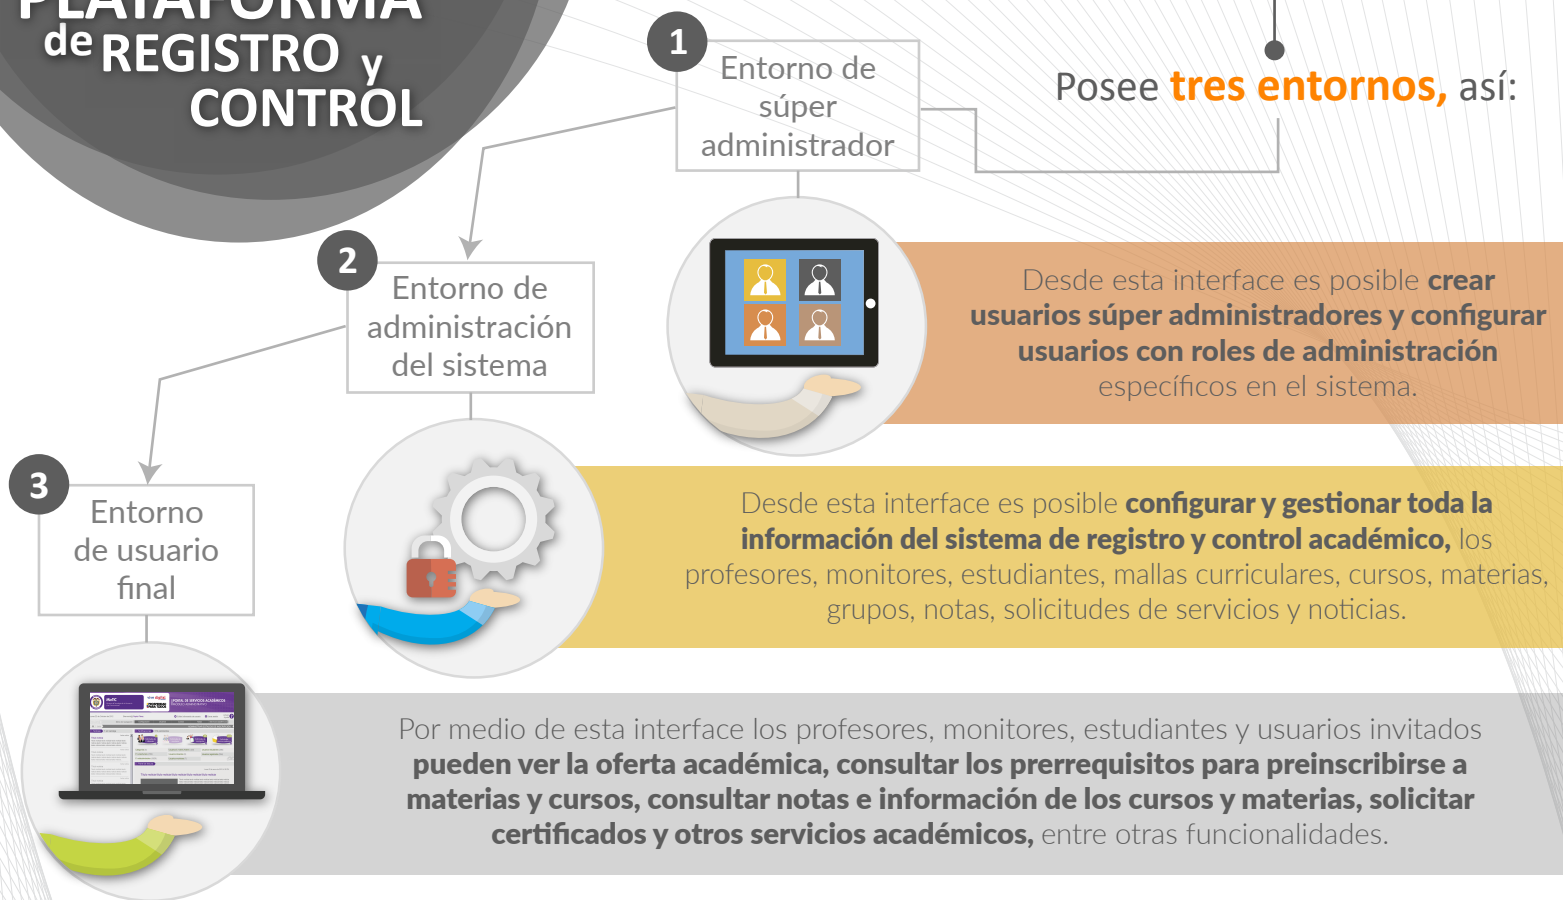 PLATAFORMA
de REGISTRO y
CONTROL
Posee tres entornos, así:
1
Entorno de
súper
administrador
Desde esta interface es posible crear
usuarios súper administradores y configurar
usuarios con roles de administración
específicos en el sistema.
2
Entorno de
administración
del sistema
Desde esta interface es posible configurar y gestionar toda la
información del sistema de registro y control académico, los
profesores, monitores, estudiantes, mallas curriculares, cursos, materias,
grupos, notas, solicitudes de servicios y noticias.
3
Entorno
de usuario
final
Por medio de esta interface los profesores, monitores, estudiantes y usuarios invitados
pueden ver la oferta académica, consultar los prerrequisitos para preinscribirse a
materias y cursos, consultar notas e información de los cursos y materias, solicitar
certificados y otros servicios académicos, entre otras funcionalidades.